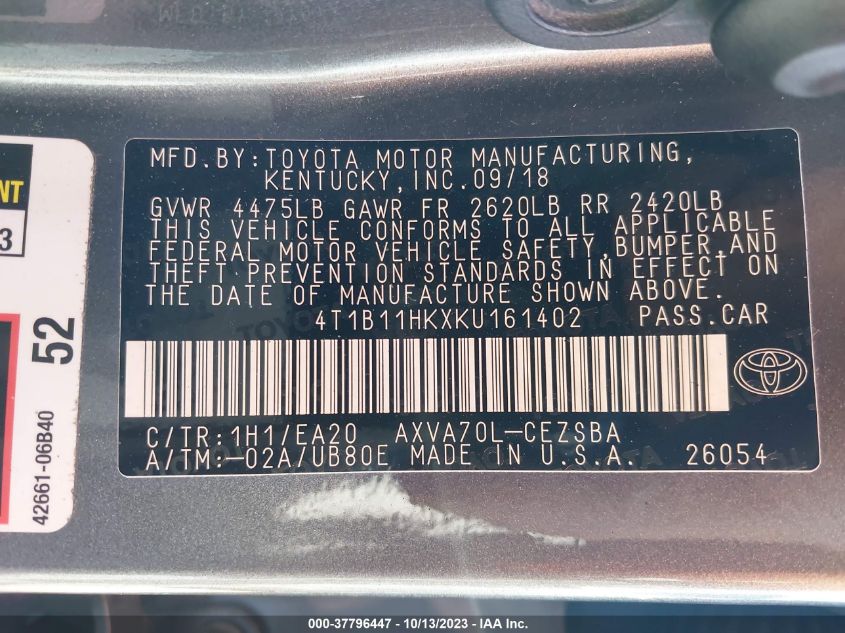 MFD.BY:TOYOTA MOTOR MANUFACTURING,
KENTUCKY,INC.09/18
GVWR 4475LB GAWR FR 2620LB RR 2420LB
THIS VEHICLE CONFORMS TO ALL APPLICABLE
FEDERAL MOTOR VEHICLE SAFETY,BUMPER,AND
THEFT PREVENTION STANDARDS IN EFFECT ON
THE DATE OF MANUFACTURE SHOWN ABOVE.
4T1B11HKXKU161402 PASS.CAR
C/TR:1H1/EA20 AXVA70L-CEZSBA
A/TM:-02A/UB80E MADE IN U.S.A. 26054
NT
3
52
42661-06B40
000-37796447 - 10/13/2023 - IAA Inc.